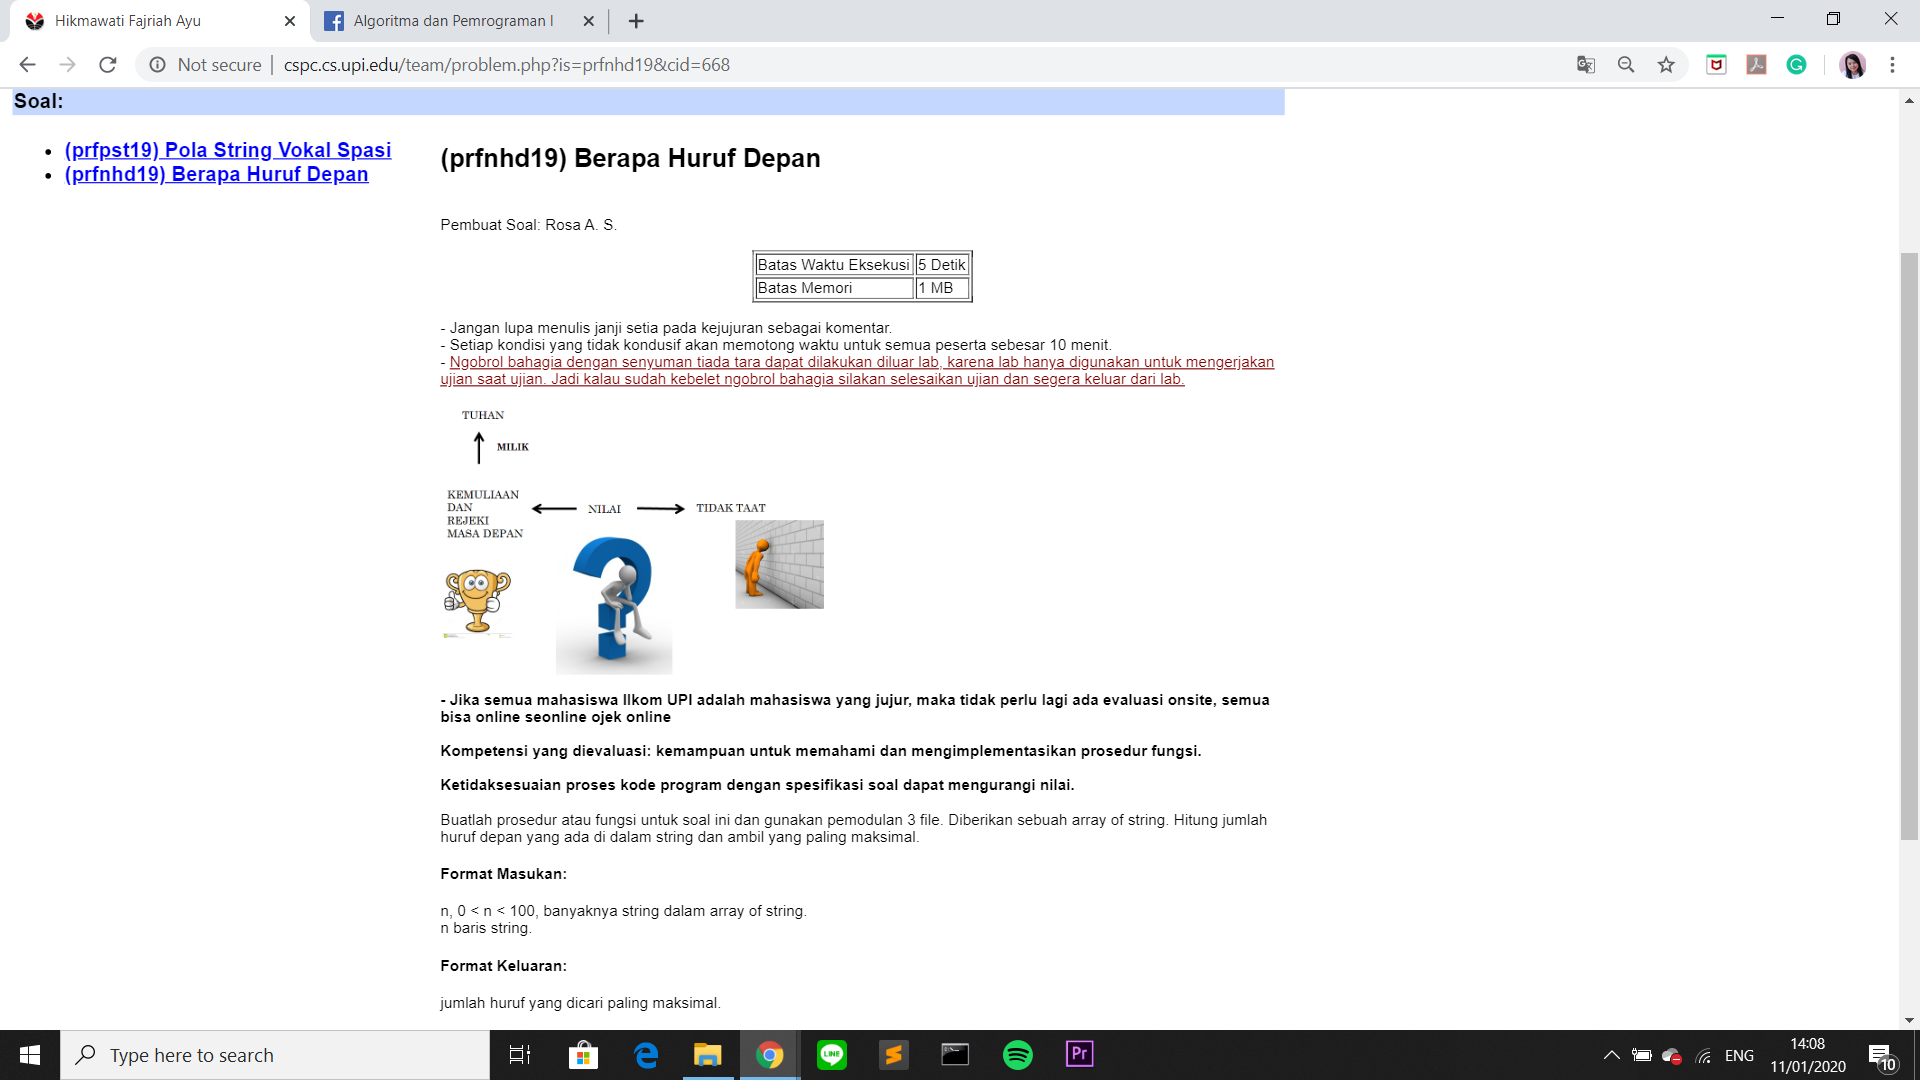 Hikmawati Fajriah Ayu
Algoritma dan Pemrograman I
Not secure
cspc.cs.upi.edu/team/problem.php?is=prfnhd19&cid=668
Soal:
(prfpst19) Pola String Vokal Spasi
(prfnhd19) Berapa Huruf Depan
(prfnhd19) Berapa Huruf Depan
Pembuat Soal: Rosa A. S.
Batas Waktu Eksekusi 5 Detik
Batas Memori 1 MB
- Jangan lupa menulis janji setia pada kejujuran sebagai komentar.
- Setiap kondisi yang tidak kondusif akan memotong waktu untuk semua peserta sebesar 10 menit.
- Ngobrol bahagia dengan senyuman tiada tara dapat dilakukan diluar lab, karena lab hanya digunakan untuk mengerjakan
ujian saat ujian. Jadi kalau sudah kebelet ngobrol bahagia silakan selesaikan ujian dan segera keluar dari lab.
TUHAN
MILIK
KEMULIAAN
DAN
REJEKI
MASA DEPAN
NILAI
TIDAK TAAT
- Jika semua mahasiswa Ilkom UPI adalah mahasiswa yang jujur, maka tidak perlu lagi ada evaluasi onsite, semua
bisa online seonline ojek online
Kompetensi yang dievaluasi: kemampuan untuk memahami dan mengimplementasikan prosedur fungsi.
Ketidaksesuaian proses kode program dengan spesifikasi soal dapat mengurangi nilai.
Buatlah prosedur atau fungsi untuk soal ini dan gunakan pemodulan 3 file. Diberikan sebuah array of string. Hitung jumlah
huruf depan yang ada di dalam string dan ambil yang paling maksimal.
Format Masukan:
n, 0 < n < 100, banyaknya string dalam array of string.
n baris string.
Format Keluaran:
jumlah huruf yang dicari paling maksimal.
Type here to search
LINE
Pr
ENG
14:08
11/01/2020
10